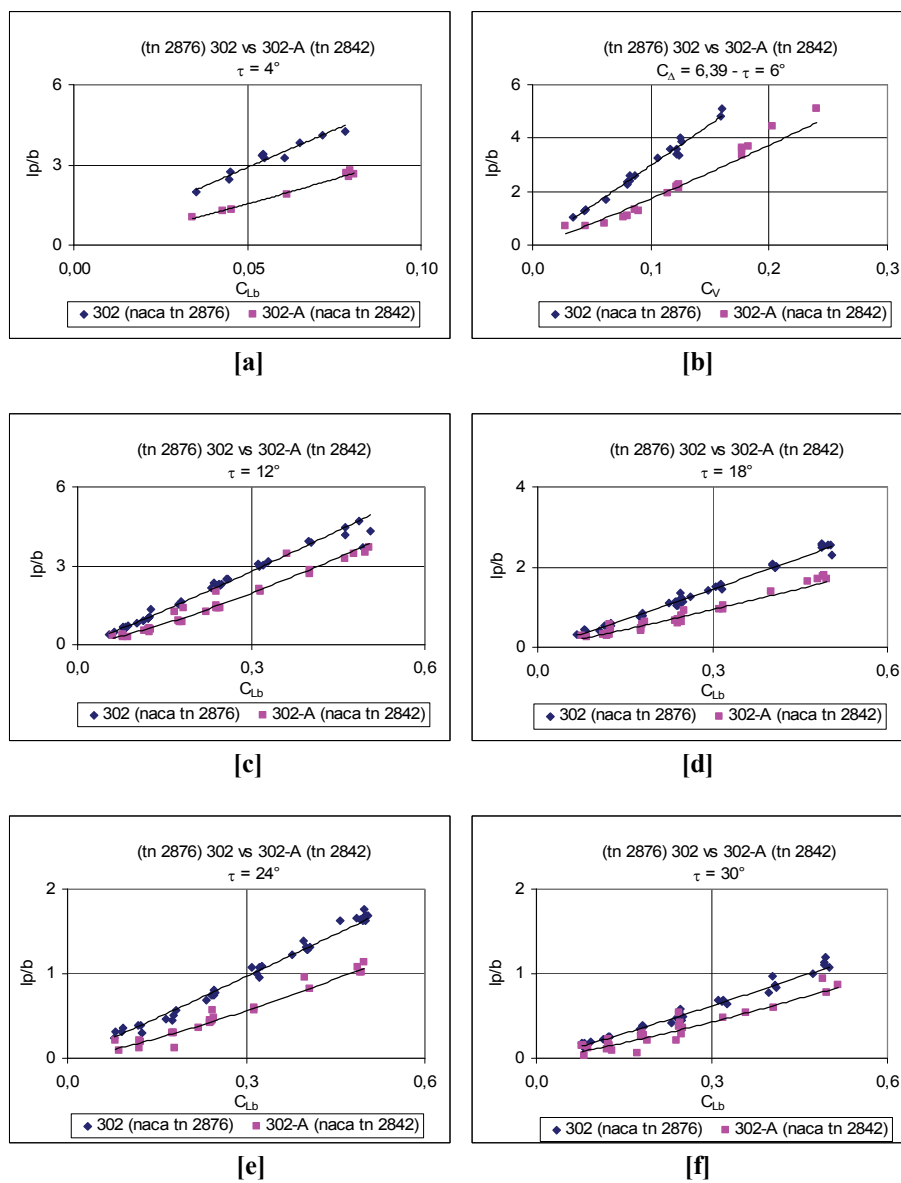 (tn 2876) 302 vs 302-A (tn 2842)
τ = 4°
6
3
0
lp/b
0,00
0,05
0,10
C_Lb
302 (naca tn 2876)
302-A (naca tn 2842)
[a]
(tn 2876) 302 vs 302-A (tn 2842)
C_Δ = 6,39 - τ = 6°
6
4
2
0
lp/b
0,0
0,1
0,2
0,3
C_V
302 (naca tn 2876)
302-A (naca tn 2842)
[b]
(tn 2876) 302 vs 302-A (tn 2842)
τ = 12°
6
3
0
lp/b
0,0
0,3
0,6
C_Lb
302 (naca tn 2876)
302-A (naca tn 2842)
[c]
(tn 2876) 302 vs 302-A (tn 2842)
τ = 18°
4
2
0
lp/b
0,0
0,3
0,6
C_Lb
302 (naca tn 2876)
302-A (naca tn 2842)
[d]
(tn 2876) 302 vs 302-A (tn 2842)
τ = 24°
2
1
0
lp/b
0,0
0,3
0,6
C_Lb
302 (naca tn 2876)
302-A (naca tn 2842)
[e]
(tn 2876) 302 vs 302-A (tn 2842)
τ = 30°
2
1
0
lp/b
0,0
0,3
0,6
C_Lb
302 (naca tn 2876)
302-A (naca tn 2842)
[f]